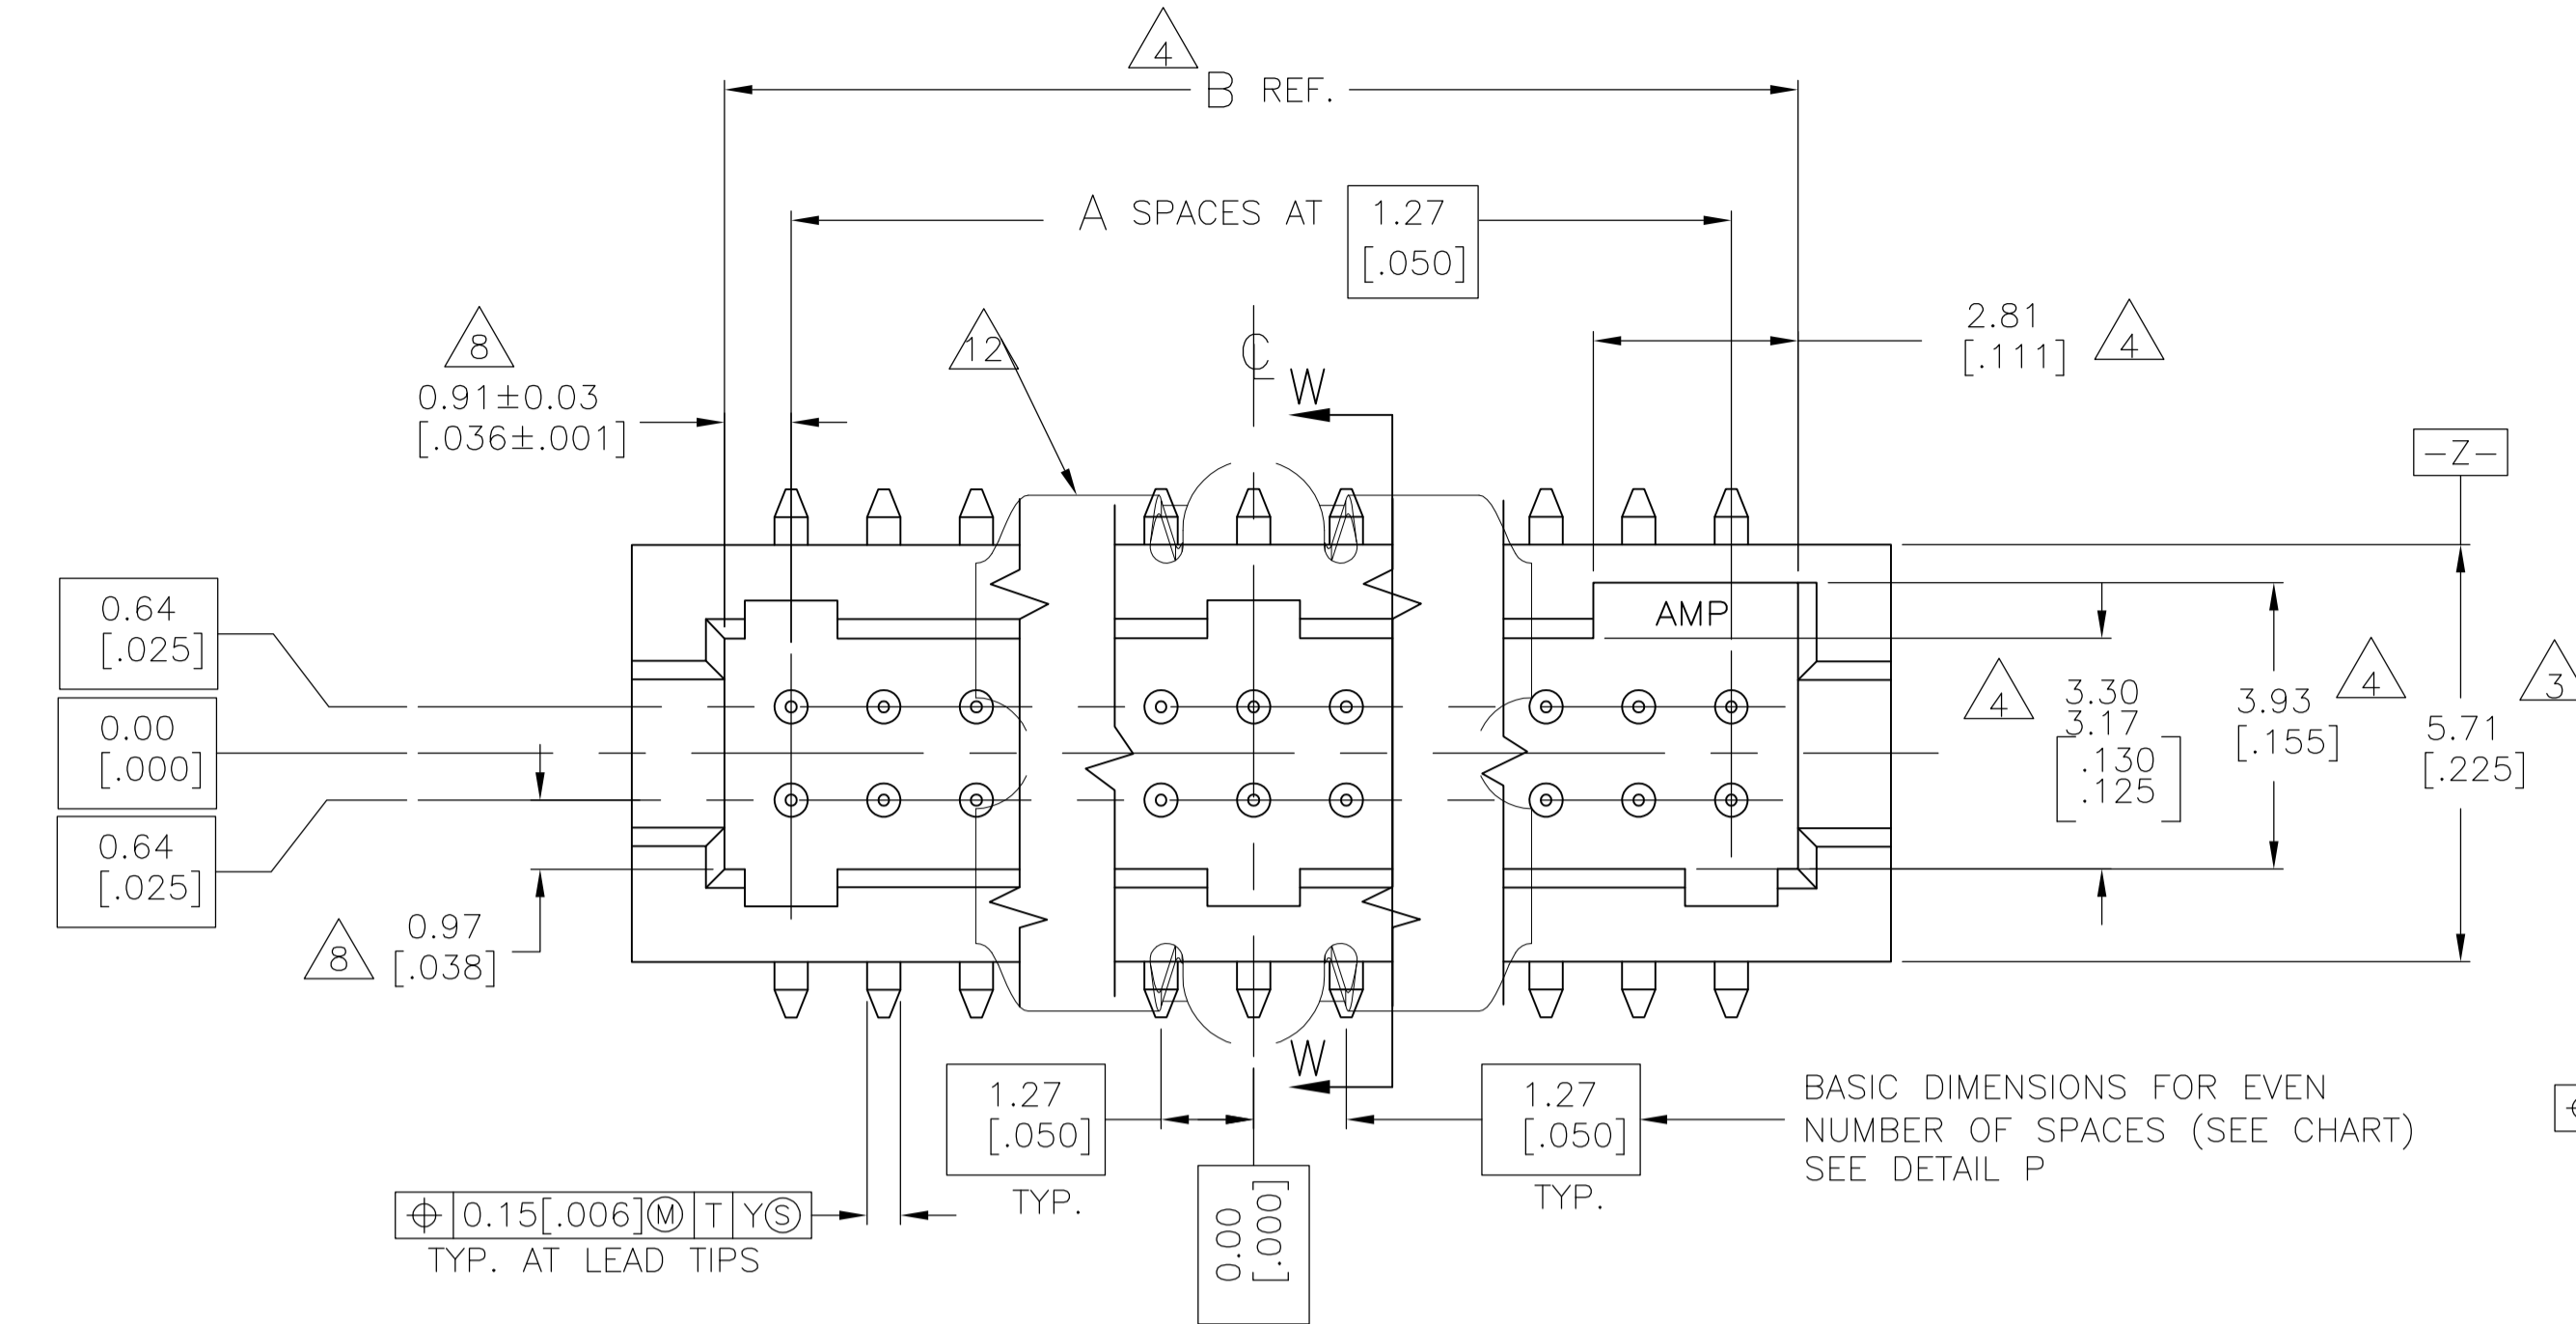 4
B REF.
A SPACES AT 1.27
[.050]
8
0.91±0.03
[.036±.001]
12
CL
W
2.81
[.111]
4
-Z-
0.64
[.025]
0.00
[.000]
0.64
[.025]
AMP
4
3.30
3.17
[.130
.125]
3.93
[.155]
4
5.71
[.225]
3
8
0.97
[.038]
W
1.27
[.050]
TYP.
0.00
[.000]
1.27
[.050]
TYP.
BASIC DIMENSIONS FOR EVEN
NUMBER OF SPACES (SEE CHART)
SEE DETAIL P
⌖ 0.15[.006]Ⓜ T YⓈ
TYP. AT LEAD TIPS